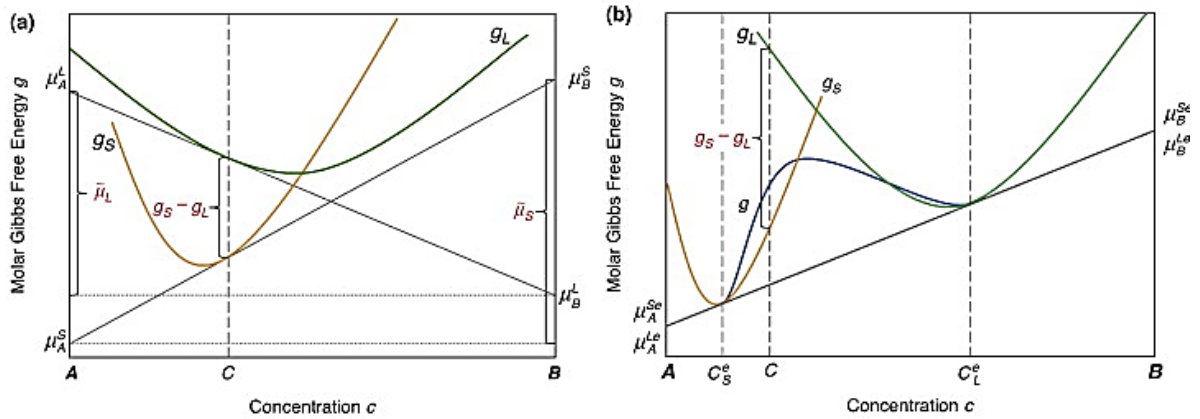 (a)
Molar Gibbs Free Energy g
μ_A^L
g_S
μ̃_L
μ_A^S
g_L
g_S − g_L
μ_B^S
μ̃_S
μ_B^L
A
C
B
Concentration c
(b)
Molar Gibbs Free Energy g
g_L
g_S
g_S − g_L
g
μ_B^{Se}
μ_B^{Le}
μ_A^{Se}
μ_A^{Le}
A
C_S^e
C
C_L^e
B
Concentration c